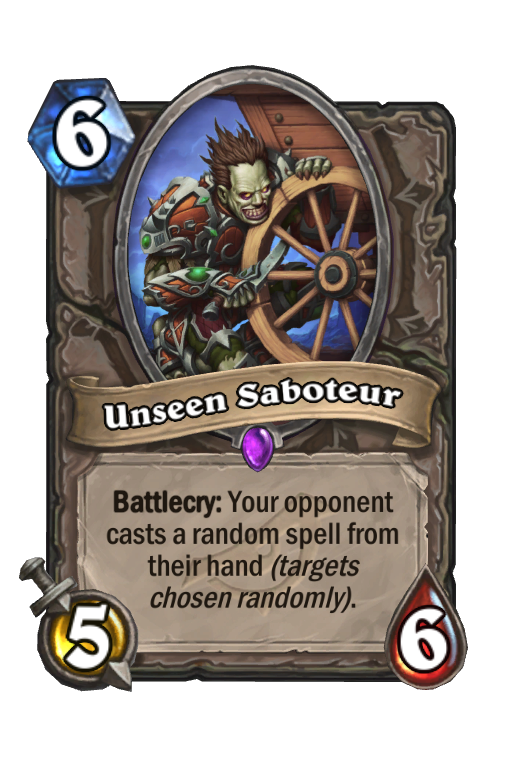 6
Unseen Saboteur
Battlecry: Your opponent
casts a random spell from
their hand (targets
chosen randomly).
5
6